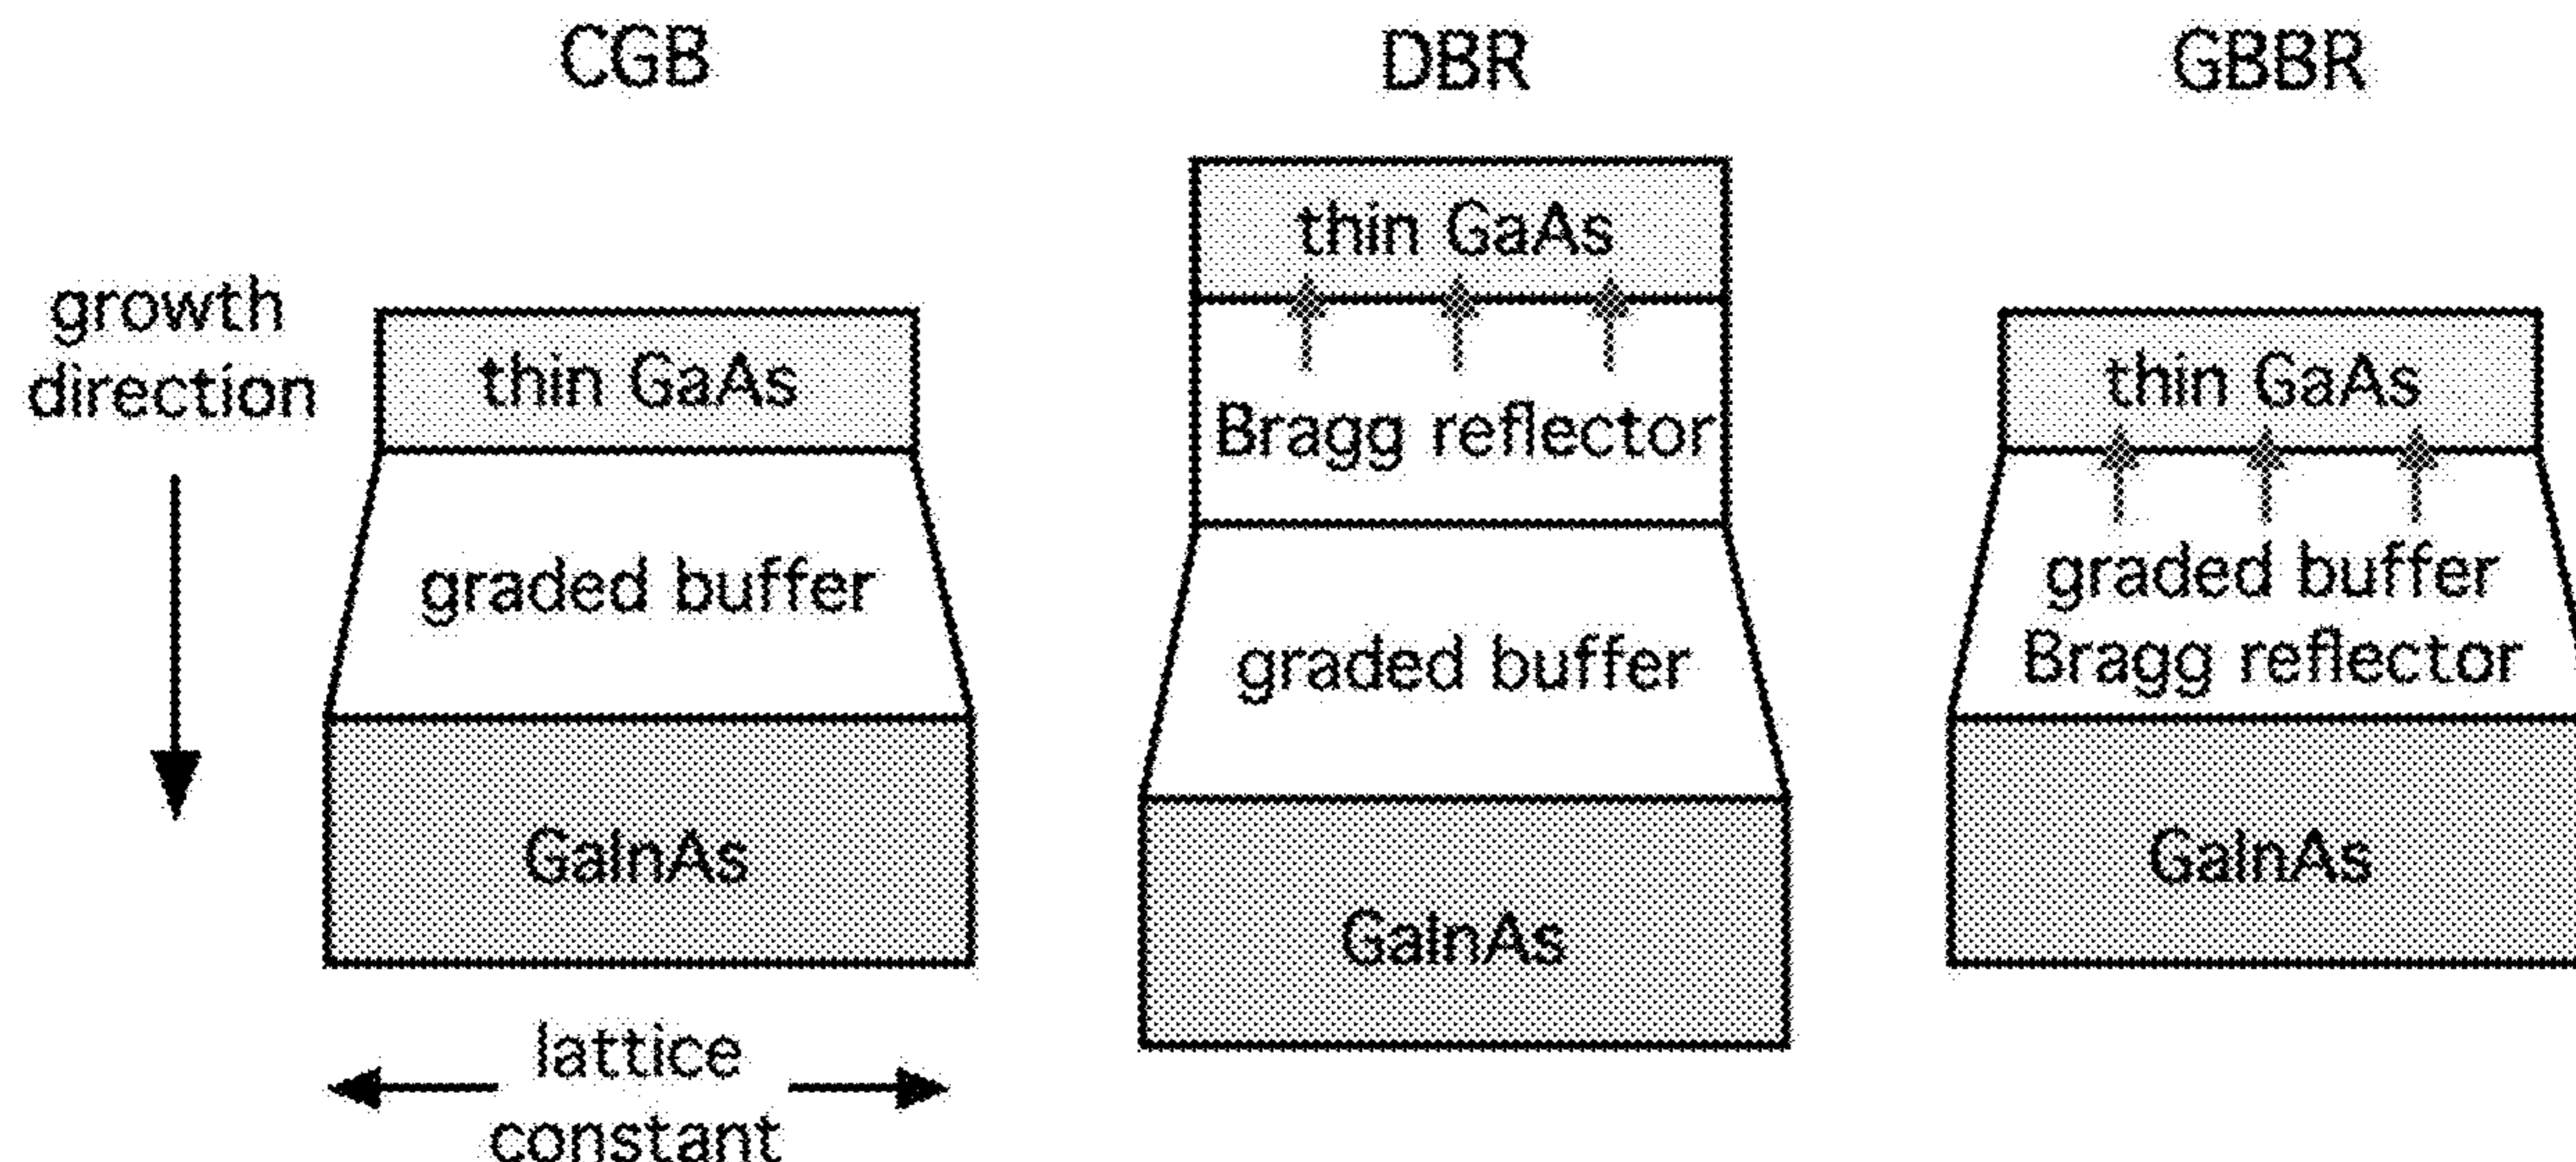 CGB
DBR
GBBR
growth
direction
thin GaAs
graded buffer
GaInAs
lattice
constant
thin GaAs
Bragg reflector
graded buffer
GaInAs
thin GaAs
graded buffer
Bragg reflector
GaInAs